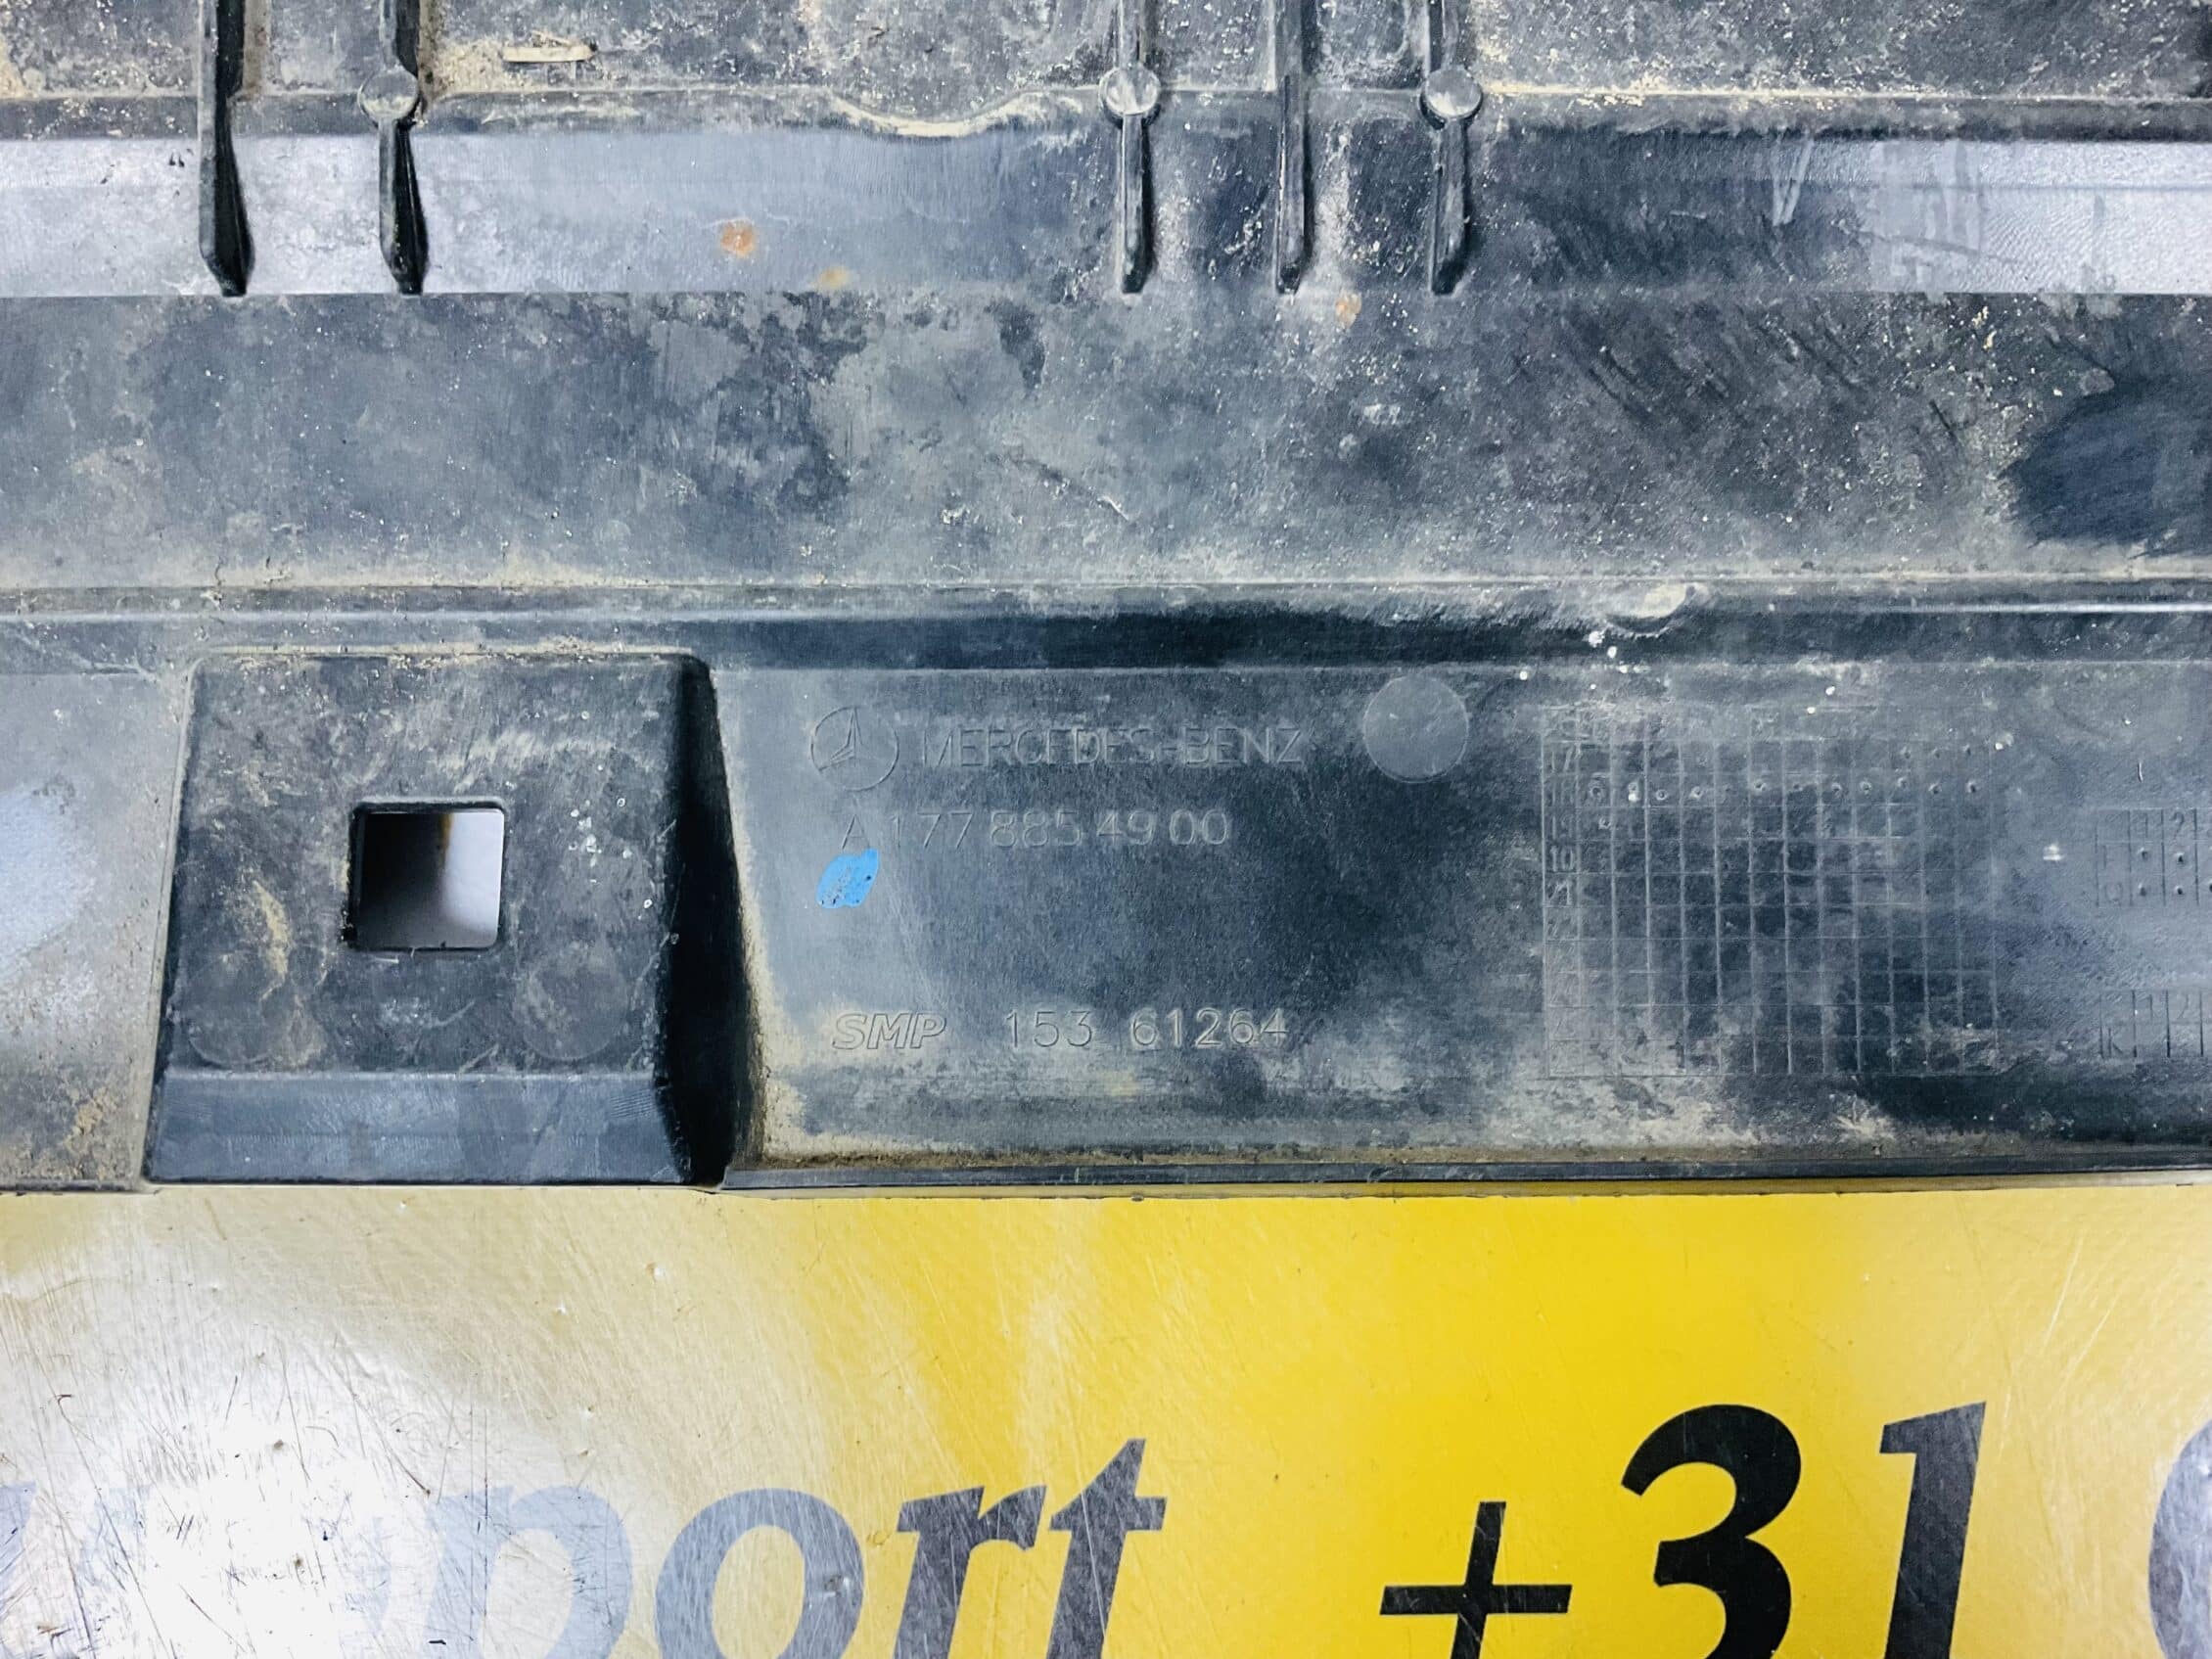 MERCEDES-BENZ
A 177 885 49 00
SMP 153 61264
port +31